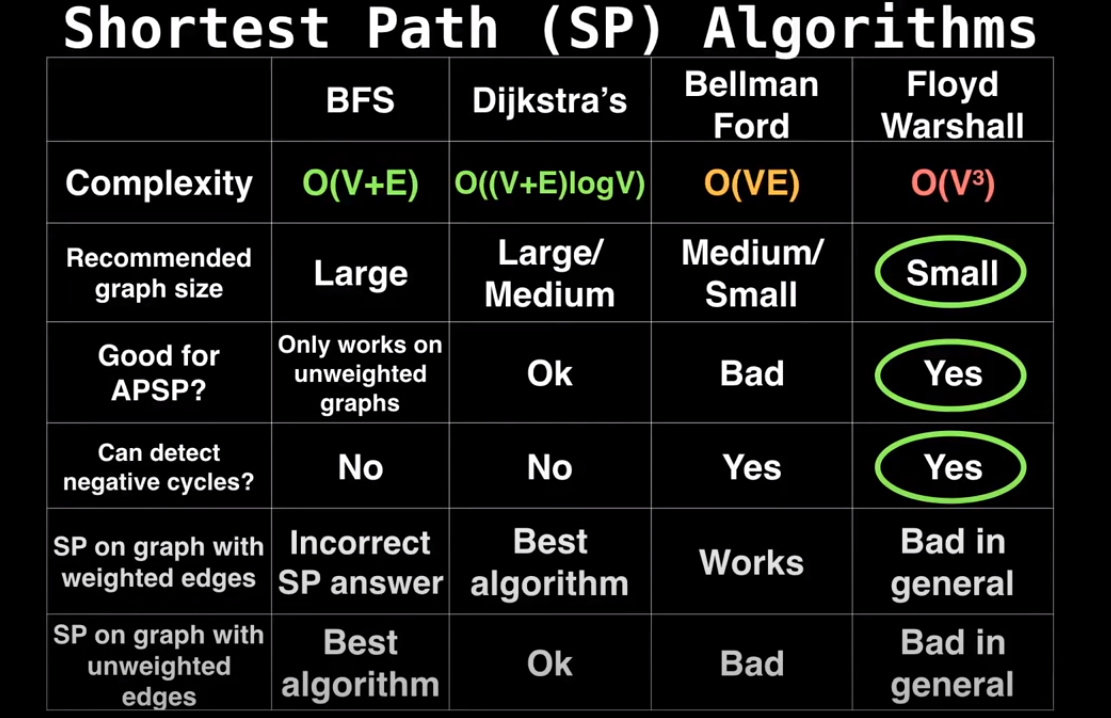 Shortest Path (SP) Algorithms
BFS
Dijkstra's
Bellman
Ford
Floyd
Warshall
Complexity
O(V+E)
O((V+E)logV)
O(VE)
O(V³)
Recommended
graph size
Large
Large/
Medium
Medium/
Small
Small
Good for
APSP?
Only works on
unweighted
graphs
Ok
Bad
Yes
Can detect
negative cycles?
No
No
Yes
Yes
SP on graph with
weighted edges
Incorrect
SP answer
Best
algorithm
Works
Bad in
general
SP on graph with
unweighted
edges
Best
algorithm
Ok
Bad
Bad in
general